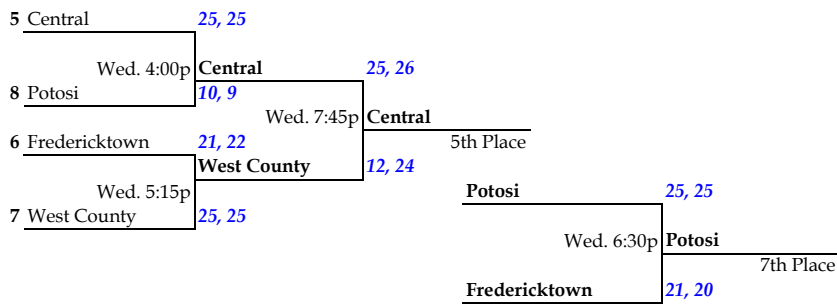 5 Central 25, 25
Wed. 4:00p Central 25, 26
8 Potosi 10, 9
Wed. 7:45p Central
6 Fredericktown 21, 22 5th Place
West County 12, 24
Wed. 5:15p Potosi 25, 25
7 West County 25, 25
Wed. 6:30p Potosi
7th Place
Fredericktown 21, 20